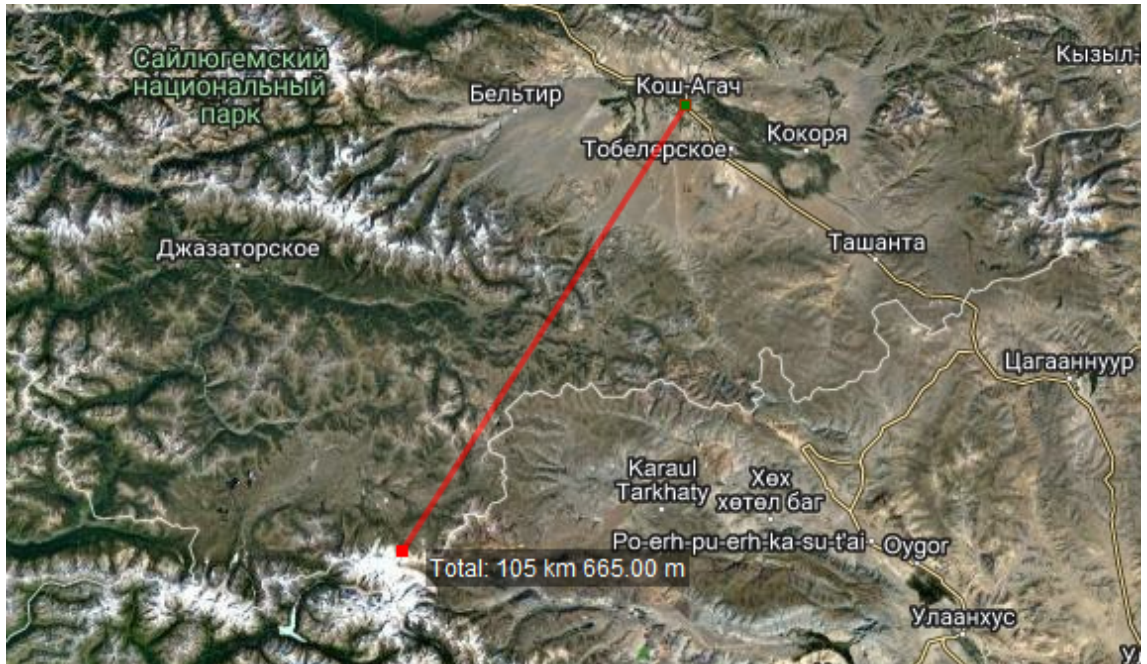 Сайлюгемский
национальный
парк
Бельтир
Кош-Агач
Кызыл-
Тобелерское
Кокоря
Джазаторское
Ташанта
Цагааннуур
Karaul
Tarkhaty
Хөх
хөтөл баг
Po-erh-pu-erh-ka-su-t'ai
Oygor
Total: 105 km 665.00 m
Улаанхус